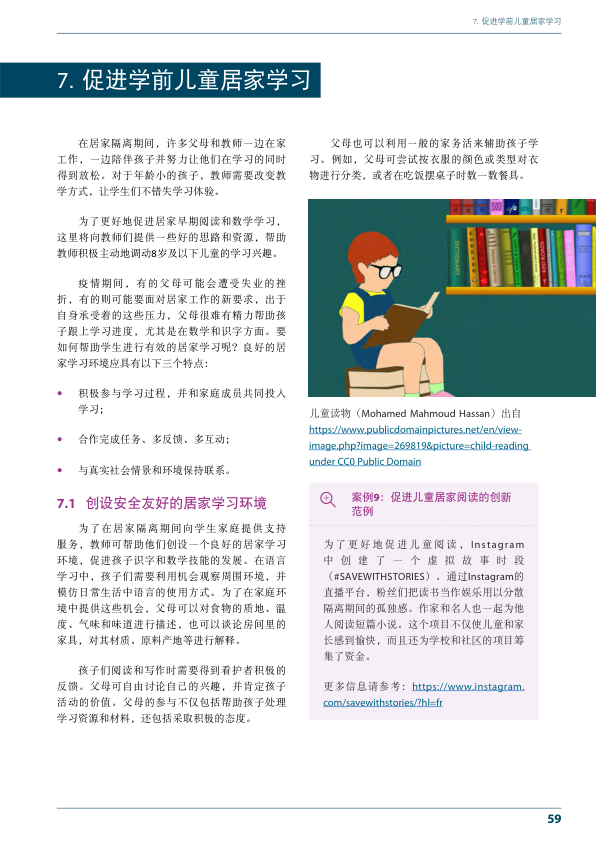 7. 促进学前儿童居家学习
7. 促进学前儿童居家学习
在居家隔离期间，许多父母和教师一边在家
工作，一边陪伴孩子并努力让他们在学习的同时
得到放松。对于年龄小的孩子，教师需要改变教
学方式，让学生们不错失学习体验。
为了更好地促进居家早期阅读和数学学习，
这里将向教师们提供一些好的思路和资源，帮助
教师积极主动地调动8岁及以下儿童的学习兴趣。
疫情期间，有的父母可能会遭受失业的挫
折，有的则可能要面对居家工作的新要求，出于
自身承受着的这些压力，父母很难有精力帮助孩
子跟上学习进度，尤其是在数学和识字方面。要
如何帮助学生进行有效的居家学习呢？良好的居
家学习环境应具有以下三个特点：
• 积极参与学习过程，并和家庭成员共同投入
学习；
• 合作完成任务、多反馈、多互动；
• 与真实社会情景和环境保持联系。
7.1 创设安全友好的居家学习环境
为了在居家隔离期间向学生家庭提供支持
服务，教师可帮助他们创设一个良好的居家学习
环境，促进孩子识字和数学技能的发展。在语言
学习中，孩子们需要利用机会观察周围环境，并
模仿日常生活中语言的使用方式。为了在家庭环
境中提供这些机会，父母可以对食物的质地、温
度、气味和味道进行描述，也可以谈论房间里的
家具，对其材质、原料产地等进行解释。
孩子们阅读和写作时需要得到看护者积极的
反馈。父母可自由讨论自己的兴趣，并肯定孩子
活动的价值。父母的参与不仅包括帮助孩子处理
学习资源和材料，还包括采取积极的态度。
父母也可以利用一般的家务活来辅助孩子学
习。例如，父母可尝试按衣服的颜色或类型对衣
物进行分类，或者在吃饭摆桌子时数一数餐具。
500
DICTIONARY
儿童读物（Mohamed Mahmoud Hassan）出自
https://www.publicdomainpictures.net/en/view-
image.php?image=269819&picture=child-reading
under CC0 Public Domain
案例9：促进儿童居家阅读的创新
范例
为了更好地促进儿童阅读，Instagram
中创建了一个虚拟故事时段
（#SAVEWITHSTORIES）。通过Instagram的
直播平台，粉丝们把读书当作娱乐用以分散
隔离期间的孤独感。作家和名人也一起为他
人阅读短篇小说。这个项目不仅使儿童和家
长感到愉快，而且还为学校和社区的项目筹
集了资金。
更多信息请参考：https://www.instagram.
com/savewithstories/?hl=fr
59